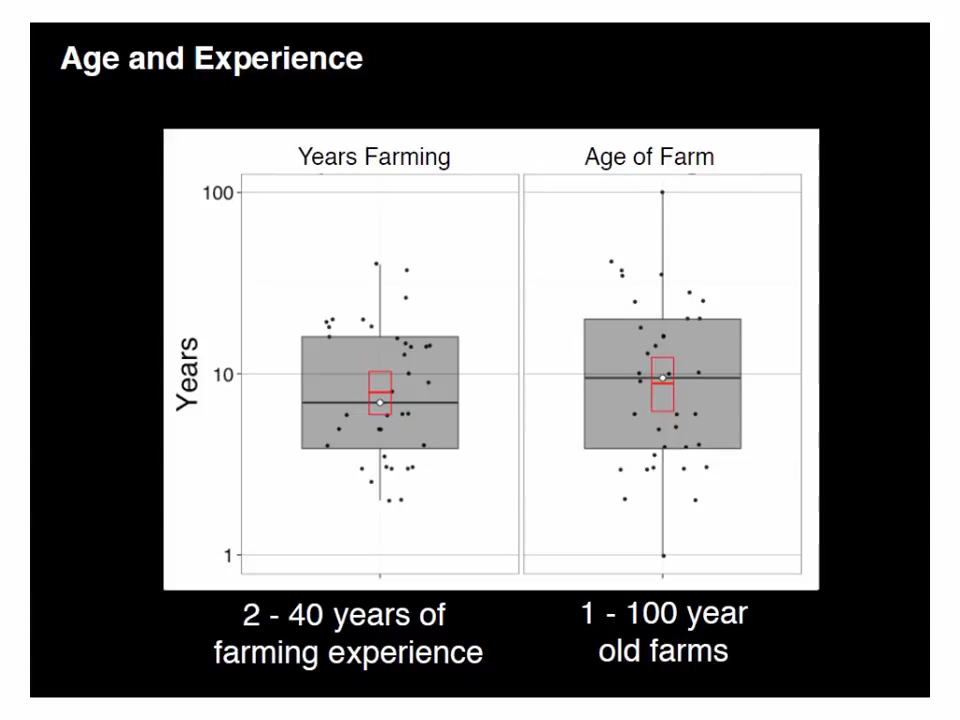 Age and Experience
Years Farming
Age of Farm
100
10
1
Years
2 - 40 years of
farming experience
1 - 100 year
old farms